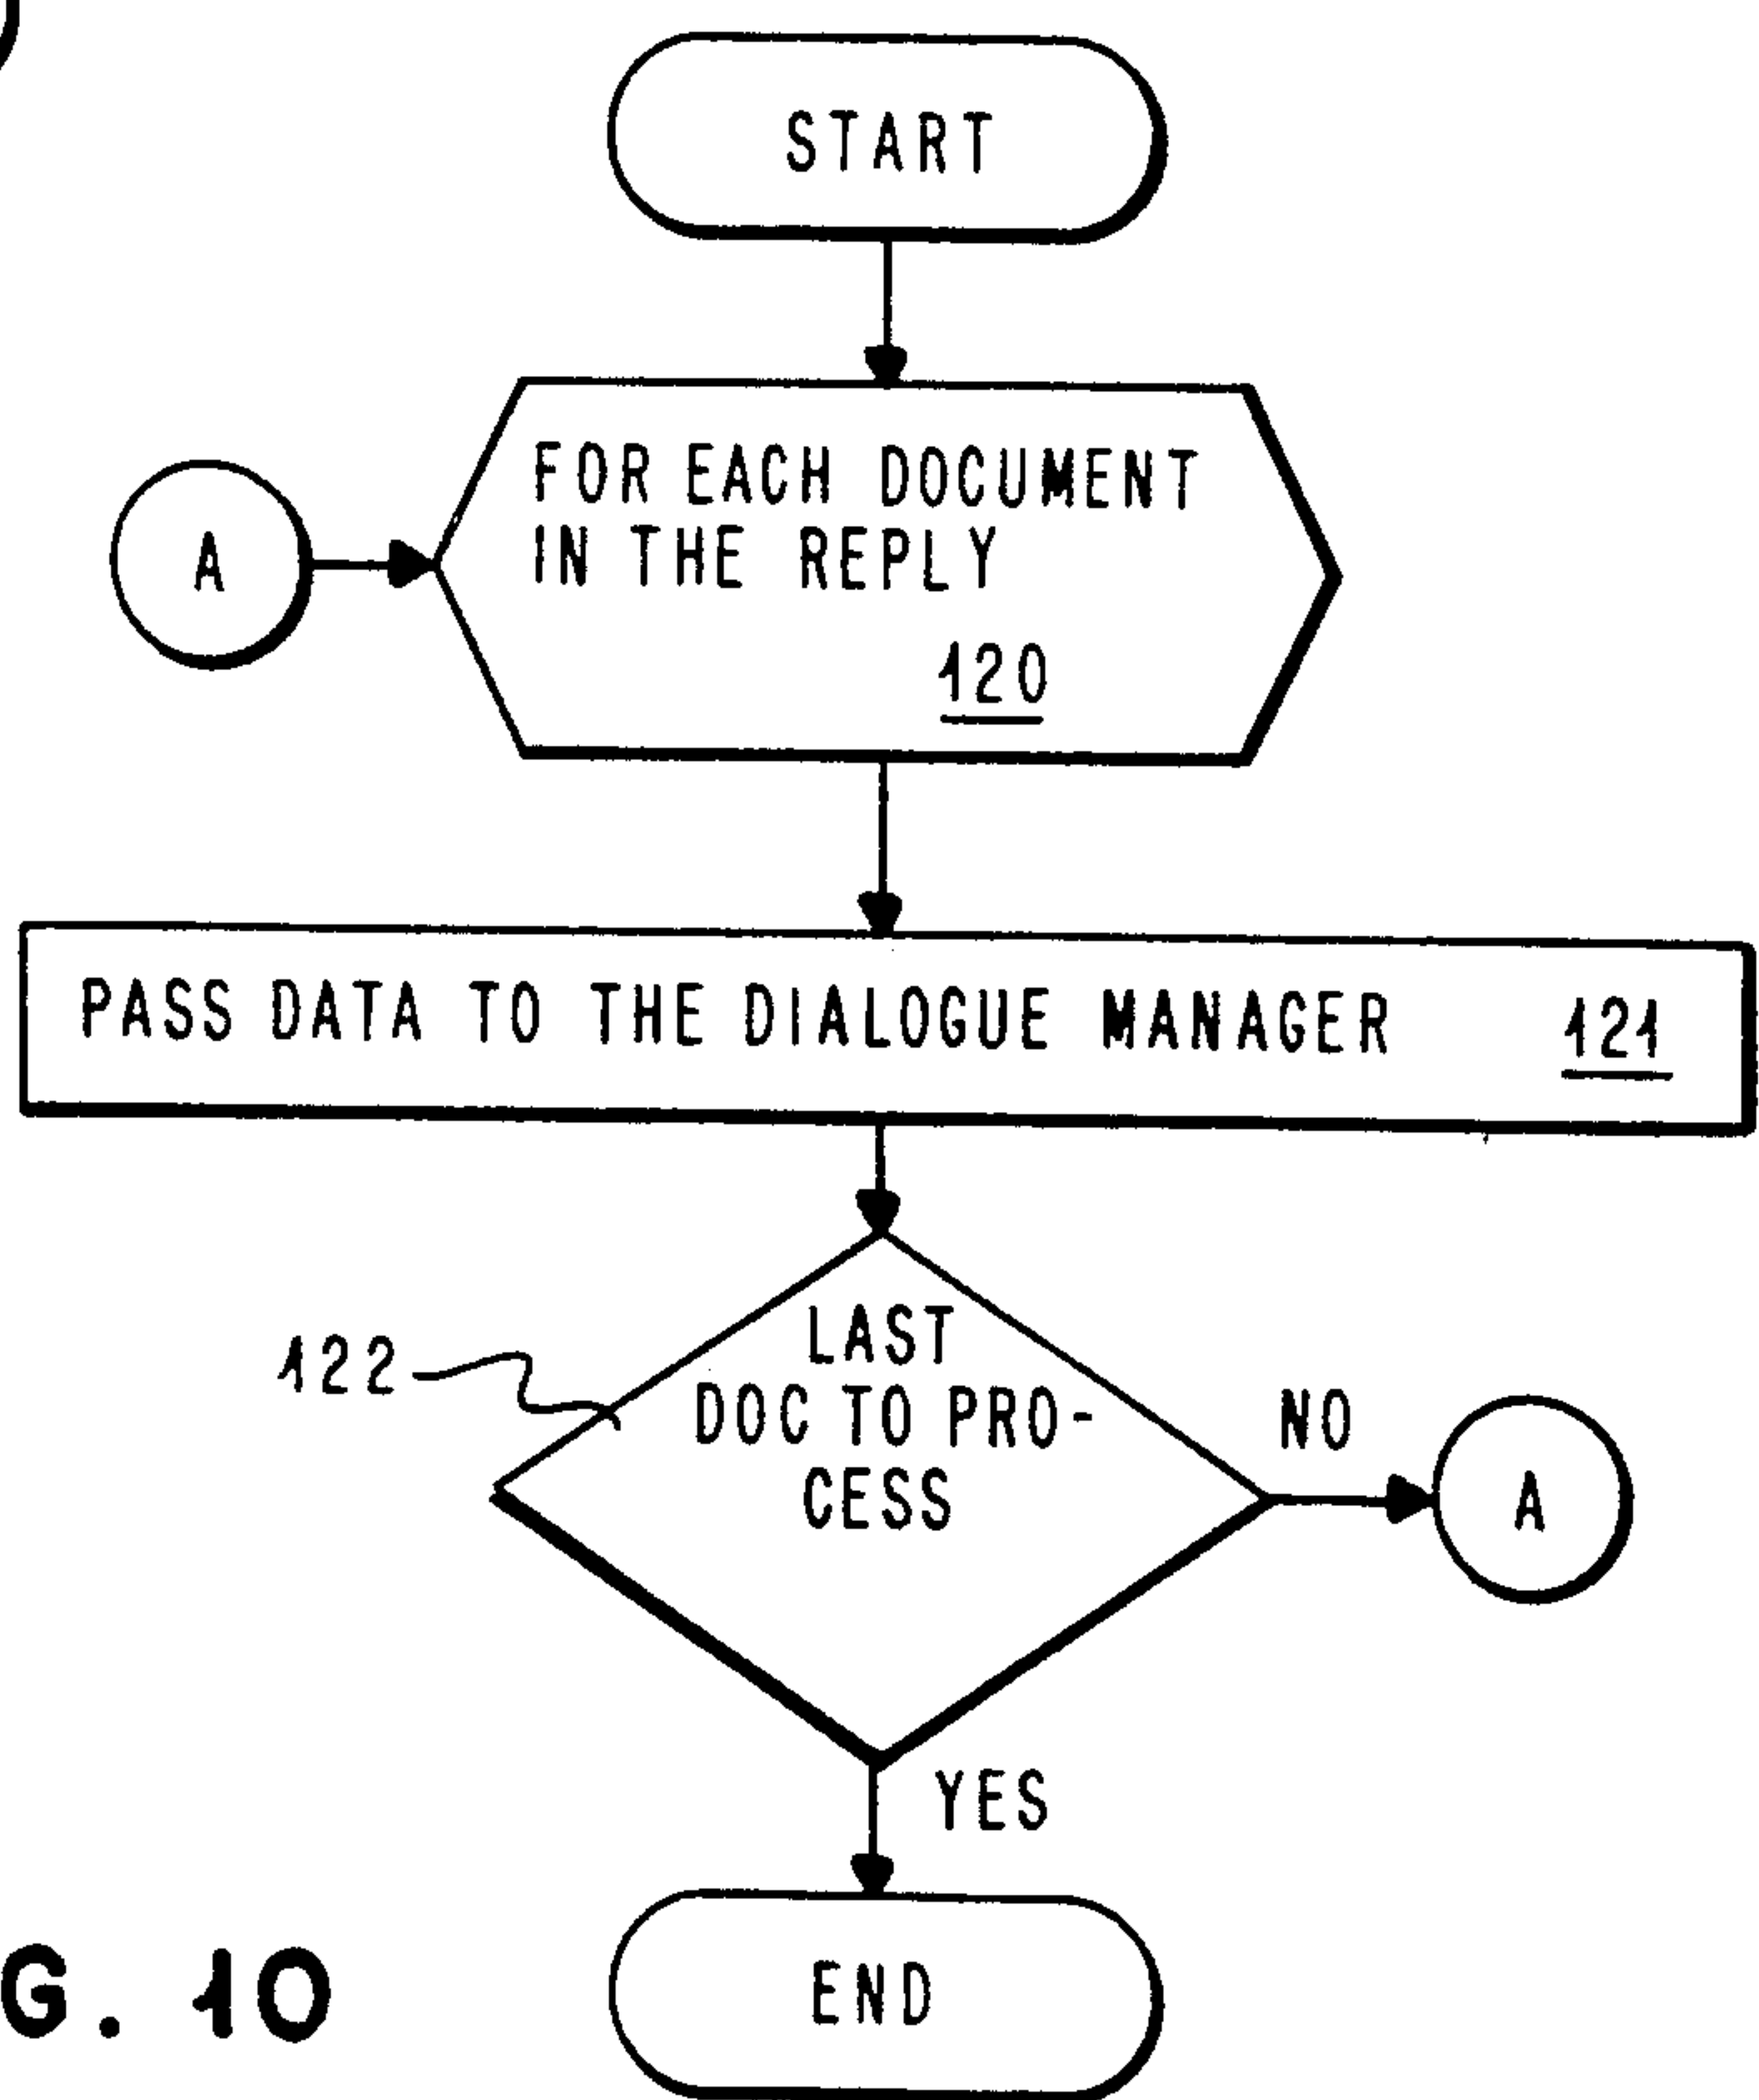 START
FOR EACH DOCUMENT
IN THE REPLY
120
A
PASS DATA TO THE DIALOGUE MANAGER 121
122
LAST
DOC TO PRO-
CESS
NO
A
YES
END
G. 10